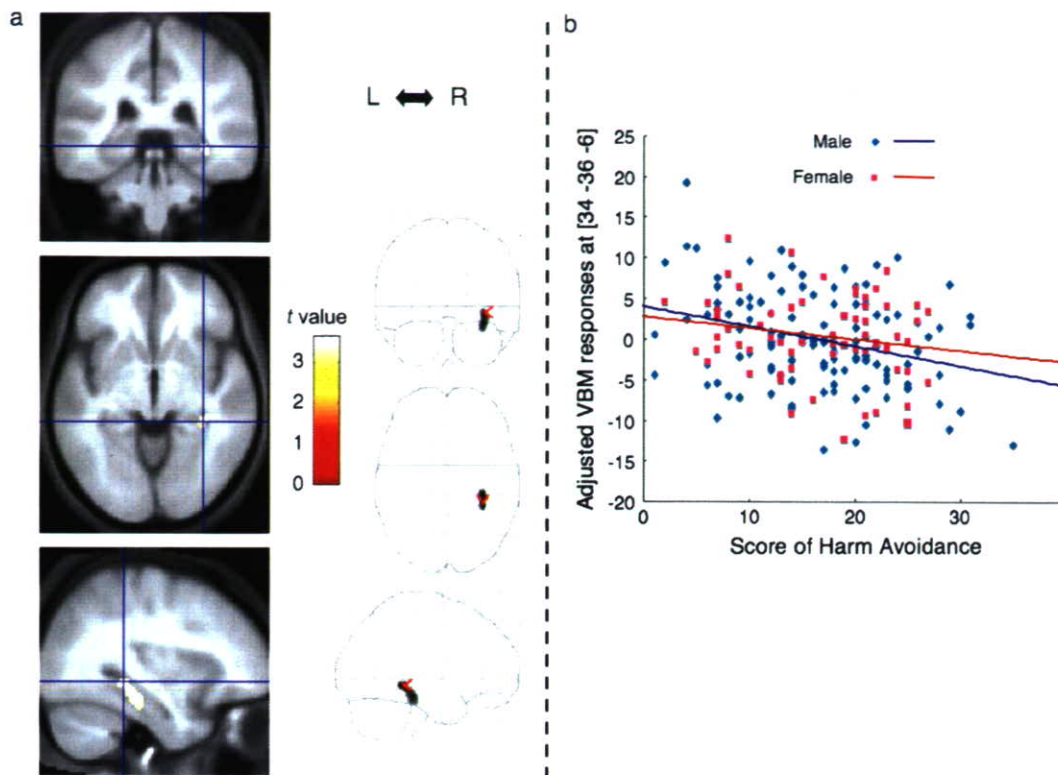 a
L R
t value
3
2
1
0
b
Adjusted VBM responses at [34 -36 -6]
25
20
15
10
5
0
-5
-10
-15
-20
Male
Female
0 10 20 30
Score of Harm Avoidance